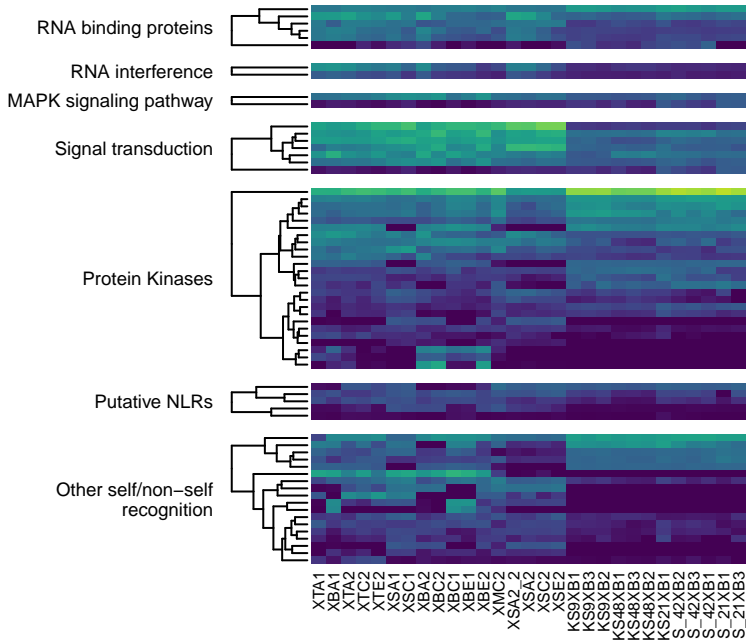 RNA binding proteins
RNA interference
MAPK signaling pathway
Signal transduction
Protein Kinases
Putative NLRs
Other self/non−self
recognition
XTA1
XBA1
XTA2
XTC2
XTE2
XSA1
XSC1
XBA2
XBC2
XBC1
XBE1
XBE2
XMC2
XSA2_2
XSA2
XSC2
XSE2
KS9XB1
KS9XB3
KS9XB2
KS48XB1
KS48XB3
KS48XB2
KS21XB1
S_42XB2
S_42XB3
S_42XB1
S_21XB1
S_21XB3